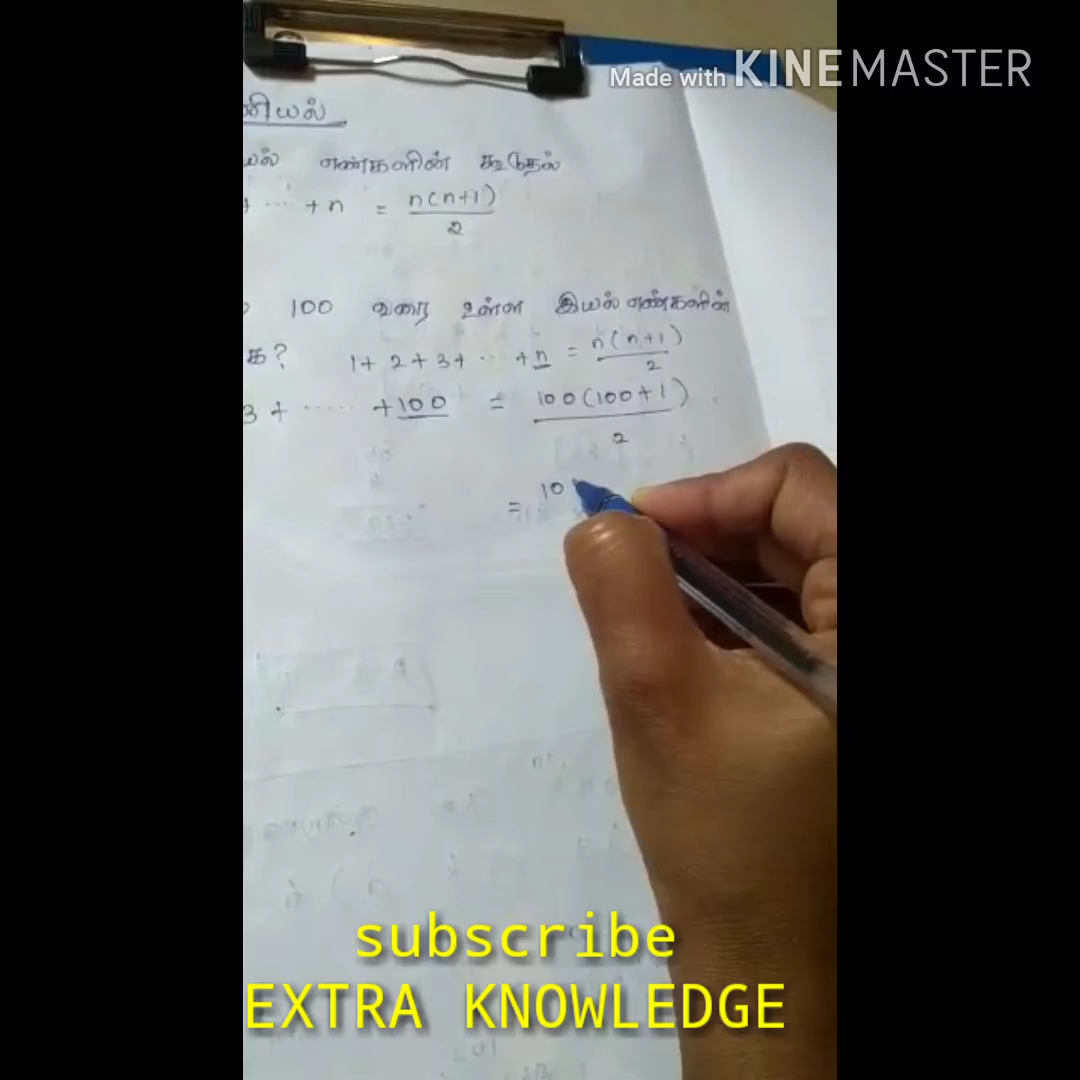 Made with KINEMASTER
ணியல்
யல் எண்களின் கூடுதல்
+ ... + n = n(n+1) / 2
100 வரை உள்ள இயல் எண்களின்
க? 1 + 2 + 3 + ... + n = n(n+1) / 2
3 + ...... + 100 = 100(100+1) / 2
= 10
subscribe
EXTRA KNOWLEDGE